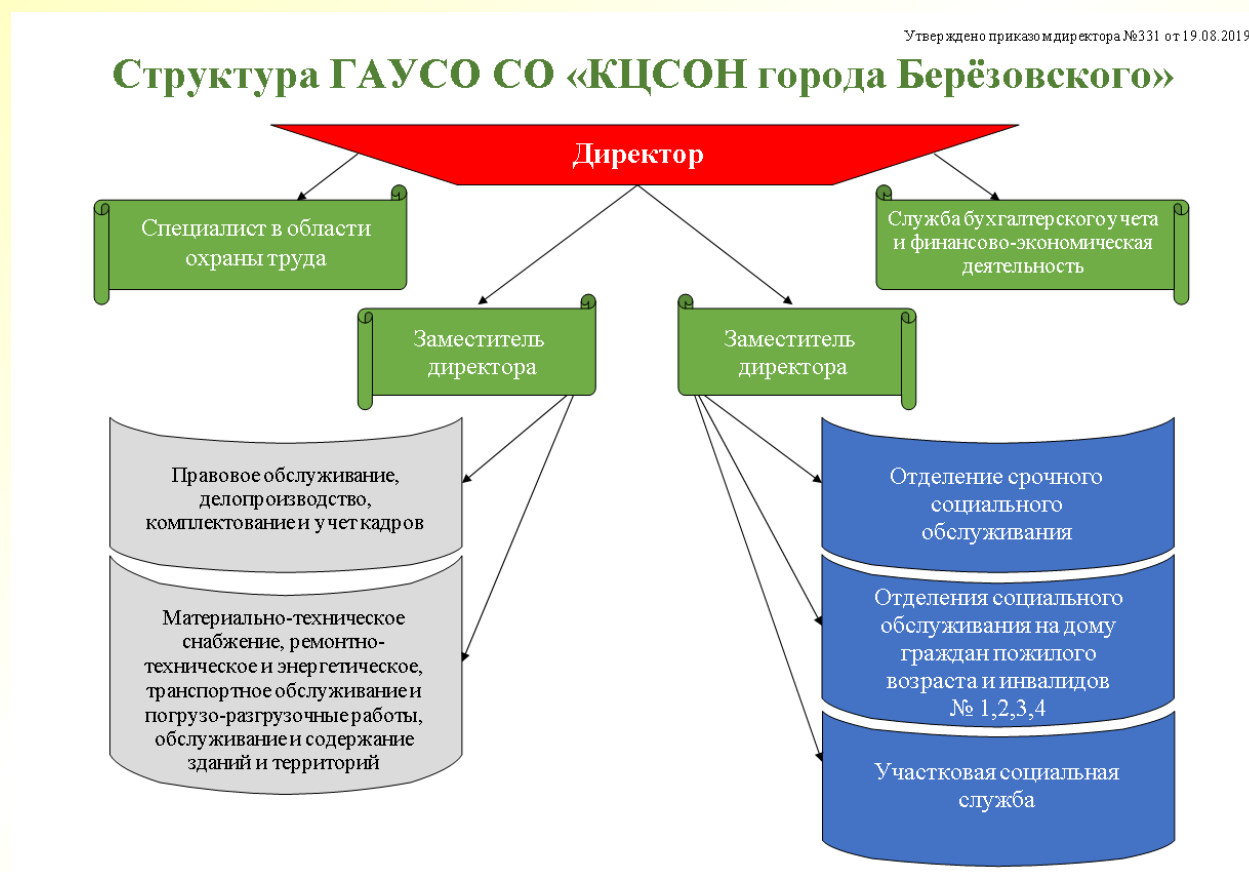 Утверждено приказом директора №331 от 19.08.2019
Структура ГАУСО СО «КЦСОН города Берёзовского»
Директор
Специалист в области
охраны труда
Служба бухгалтерского учета
и финансово-экономическая
деятельность
Заместитель
директора
Заместитель
директора
Правовое обслуживание,
делопроизводство,
комплектование и учет кадров
Материально-техническое
снабжение, ремонтно-
техническое и энергетическое,
транспортное обслуживание и
погрузо-разгрузочные работы,
обслуживание и содержание
зданий и территорий
Отделение срочного
социального
обслуживания
Отделения социального
обслуживания на дому
граждан пожилого
возраста и инвалидов
№ 1,2,3,4
Участковая социальная
служба